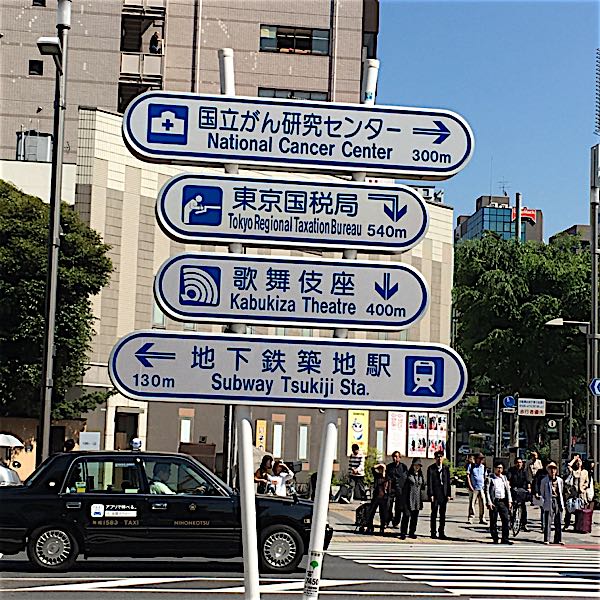 国立がん研究センター
National Cancer Center
300m
東京国税局
Tokyo Regional Taxation Bureau
540m
歌舞伎座
Kabukiza Theatre
400m
地下鉄築地駅
130m
Subway Tsukiji Sta.
TAXI
NIHONKOTSU